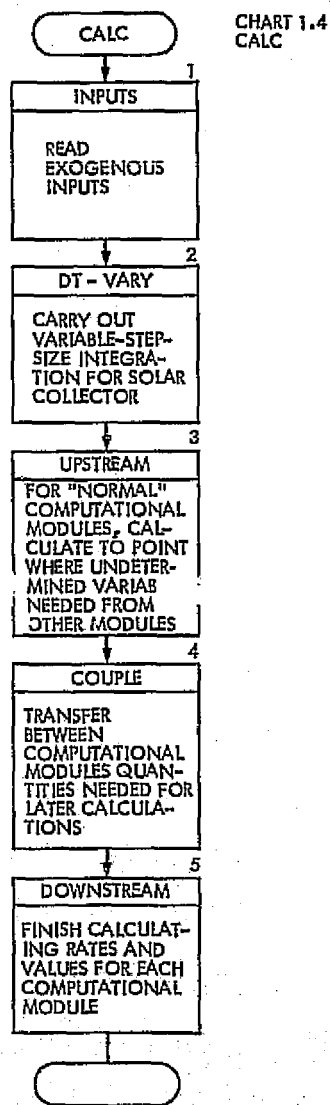 CHART 1.4
CALC
CALC
1
INPUTS
READ
EXOGENOUS
INPUTS
2
DT - VARY
CARRY OUT
VARIABLE-STEP-
SIZE INTEGRA-
TION FOR SOLAR
COLLECTOR
3
UPSTREAM
FOR "NORMAL"
COMPUTATIONAL
MODULES, CAL-
CULATE TO POINT
WHERE UNDETER-
MINED VARIAB
NEEDED FROM
OTHER MODULES
4
COUPLE
TRANSFER
BETWEEN
COMPUTATIONAL
MODULES QUAN-
TITIES NEEDED FOR
LATER CALCULA-
TIONS
5
DOWNSTREAM
FINISH CALCULAT-
ING RATES AND
VALUES FOR EACH
COMPUTATIONAL
MODULE